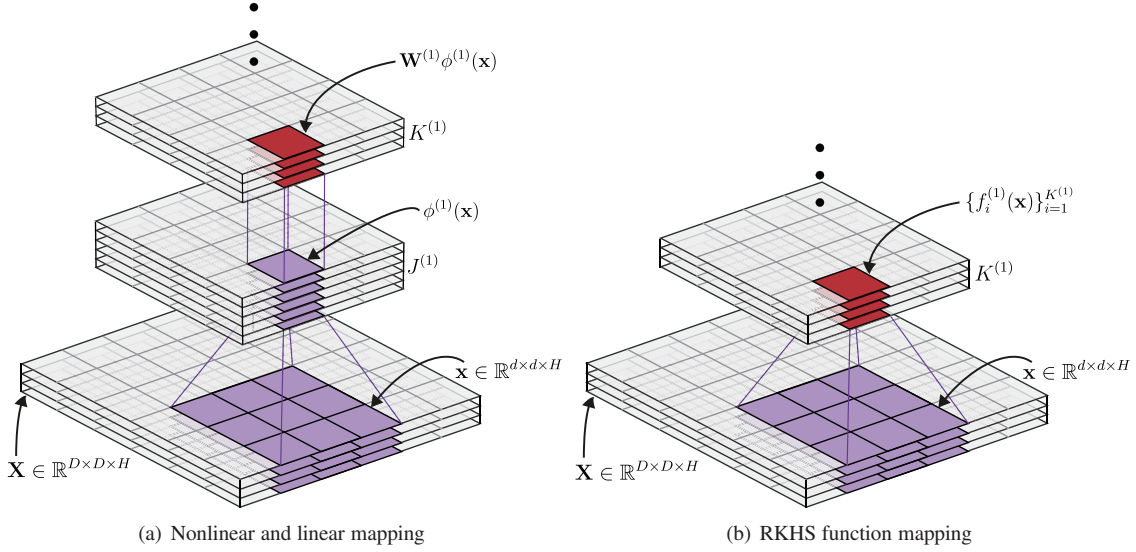 W⁽¹⁾ϕ⁽¹⁾(x)
K⁽¹⁾
ϕ⁽¹⁾(x)
J⁽¹⁾
x ∈ ℝ^{d×d×H}
X ∈ ℝ^{D×D×H}
(a) Nonlinear and linear mapping
{f_i^{(1)}(x)}_{i=1}^{K^{(1)}}
K⁽¹⁾
x ∈ ℝ^{d×d×H}
X ∈ ℝ^{D×D×H}
(b) RKHS function mapping